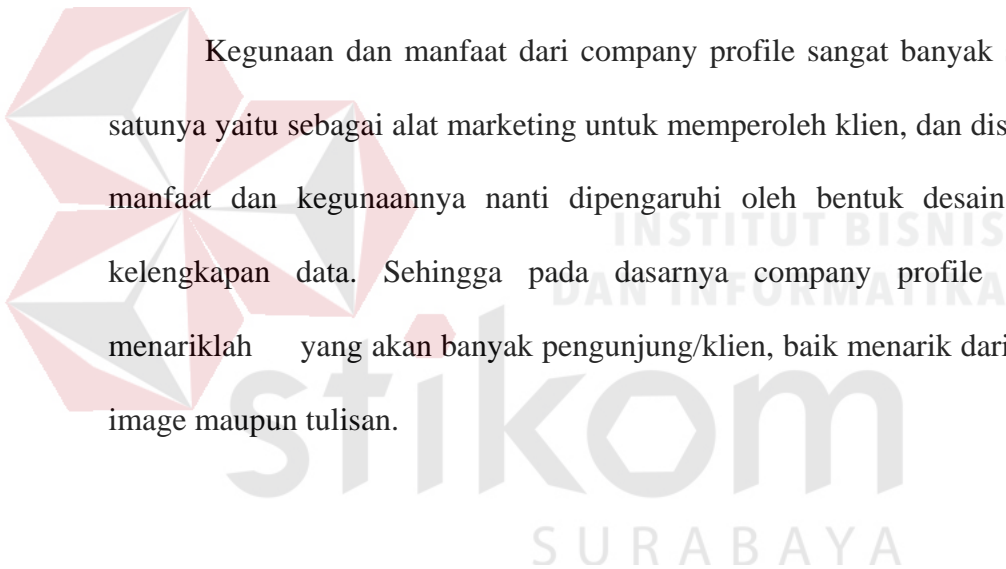 Kegunaan dan manfaat dari company profile sangat banyak
satunya yaitu sebagai alat marketing untuk memperoleh klien, dan
manfaat dan kegunaannya nanti dipengaruhi oleh bentuk desain
INSTITUT BISNIS
kelengkapan data. Sehingga pada dasarnya company profile
DAN INFORMATIKA
menariklah yang akan banyak pengunjung/klien, baik menarik dari
stikom
image maupun tulisan.
SURABAYA